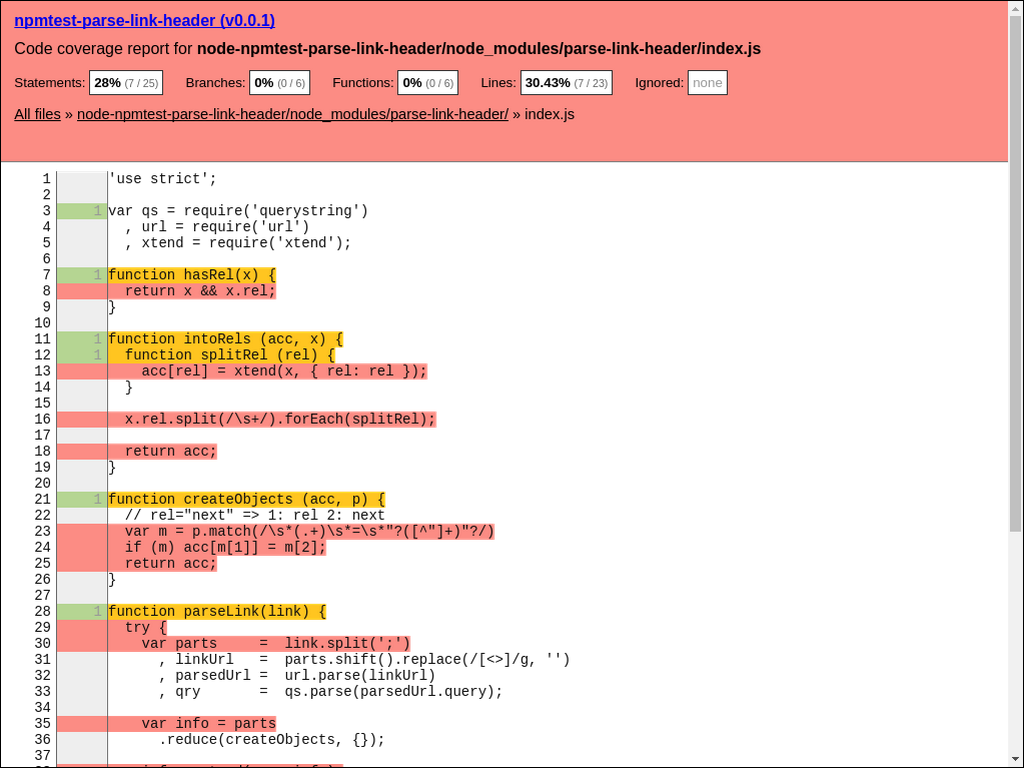 npmtest-parse-link-header (v0.0.1)
Code coverage report for node-npmtest-parse-link-header/node_modules/parse-link-header/index.js
Statements: 28% (7 / 25) Branches: 0% (0 / 6) Functions: 0% (0 / 6) Lines: 30.43% (7 / 23) Ignored: none
All files » node-npmtest-parse-link-header/node_modules/parse-link-header/ » index.js
1 'use strict';
2
3 1 var qs = require('querystring')
4   , url = require('url')
5   , xtend = require('xtend');
6
7 1 function hasRel(x) {
8   return x && x.rel;
9 }
10
11 1 function intoRels (acc, x) {
12 1   function splitRel (rel) {
13     acc[rel] = xtend(x, { rel: rel });
14   }
15
16   x.rel.split(/\s+/).forEach(splitRel);
17
18   return acc;
19 }
20
21 1 function createObjects (acc, p) {
22   // rel="next" => 1: rel 2: next
23   var m = p.match(/\s*(.+)\s*=\s*"?([^"]+)"?/)
24   if (m) acc[m[1]] = m[2];
25   return acc;
26 }
27
28 1 function parseLink(link) {
29   try {
30     var parts     =  link.split(';')
31       , linkUrl   =  parts.shift().replace(/[<>]/g, '')
32       , parsedUrl =  url.parse(linkUrl)
33       , qry       =  qs.parse(parsedUrl.query);
34
35     var info = parts
36       .reduce(createObjects, {});
37